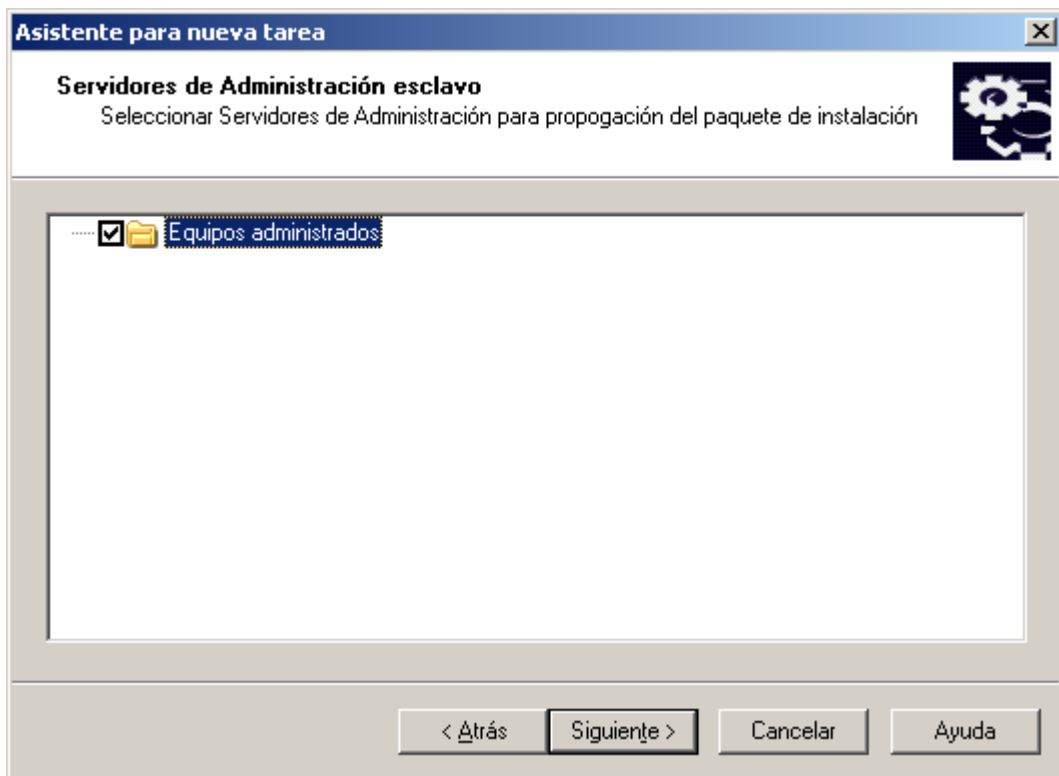 Asistente para nueva tarea
Servidores de Administración esclavo
Seleccionar Servidores de Administración para propogación del paquete de instalación
Equipos administrados
< Atrás Siguiente > Cancelar Ayuda